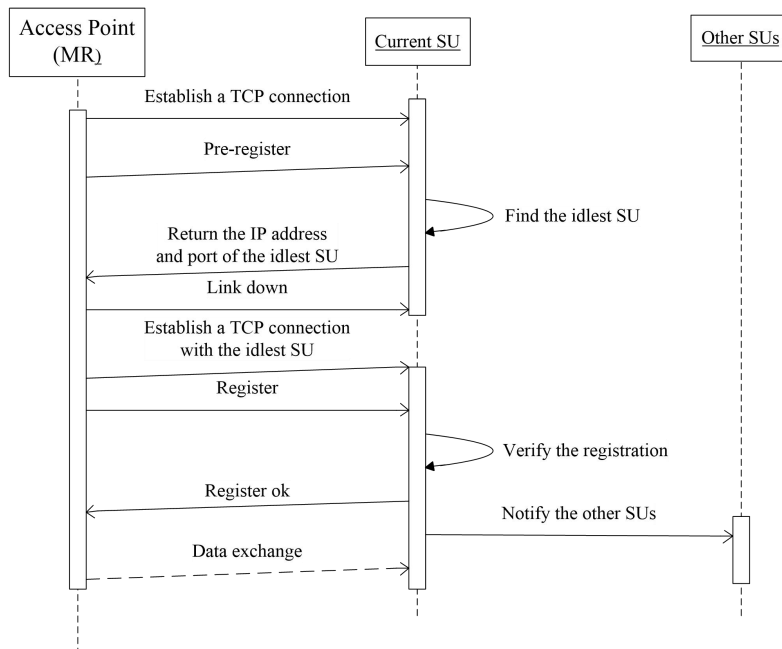 Access Point
(MR)
Current SU
Other SUs
Establish a TCP connection
Pre-register
Find the idlest SU
Return the IP address
and port of the idlest SU
Link down
Establish a TCP connection
with the idlest SU
Register
Verify the registration
Register ok
Notify the other SUs
Data exchange